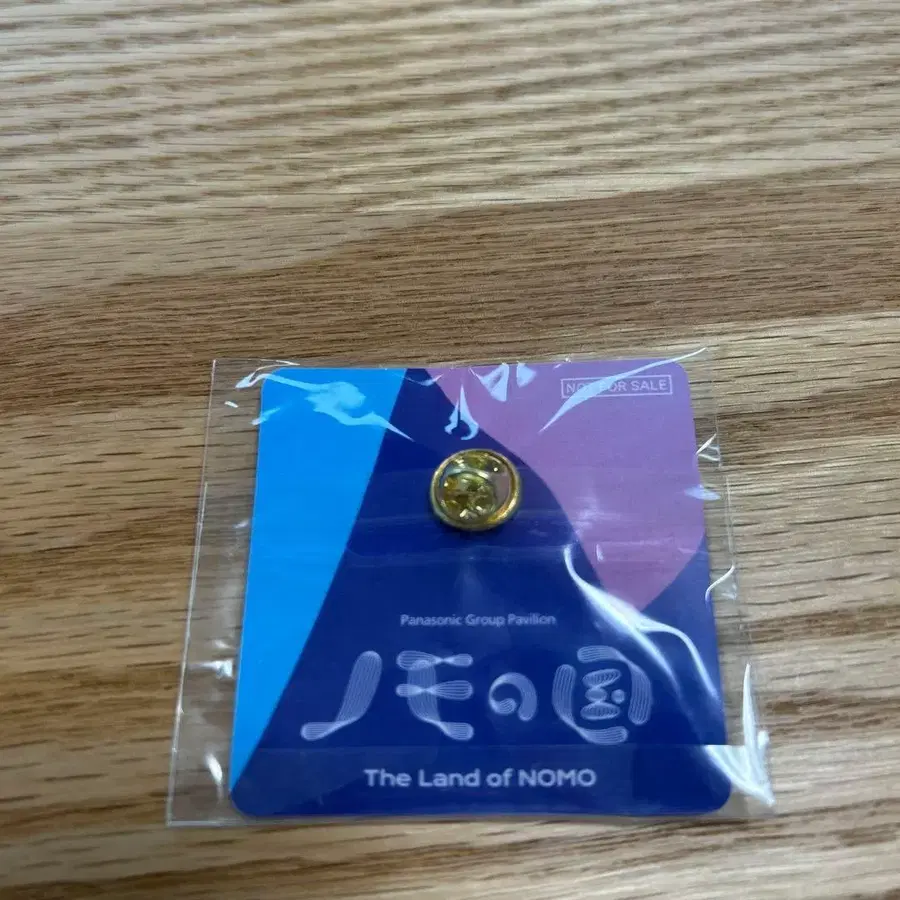 NOT FOR SALE
Panasonic Group Pavilion
ノモの国
The Land of NOMO